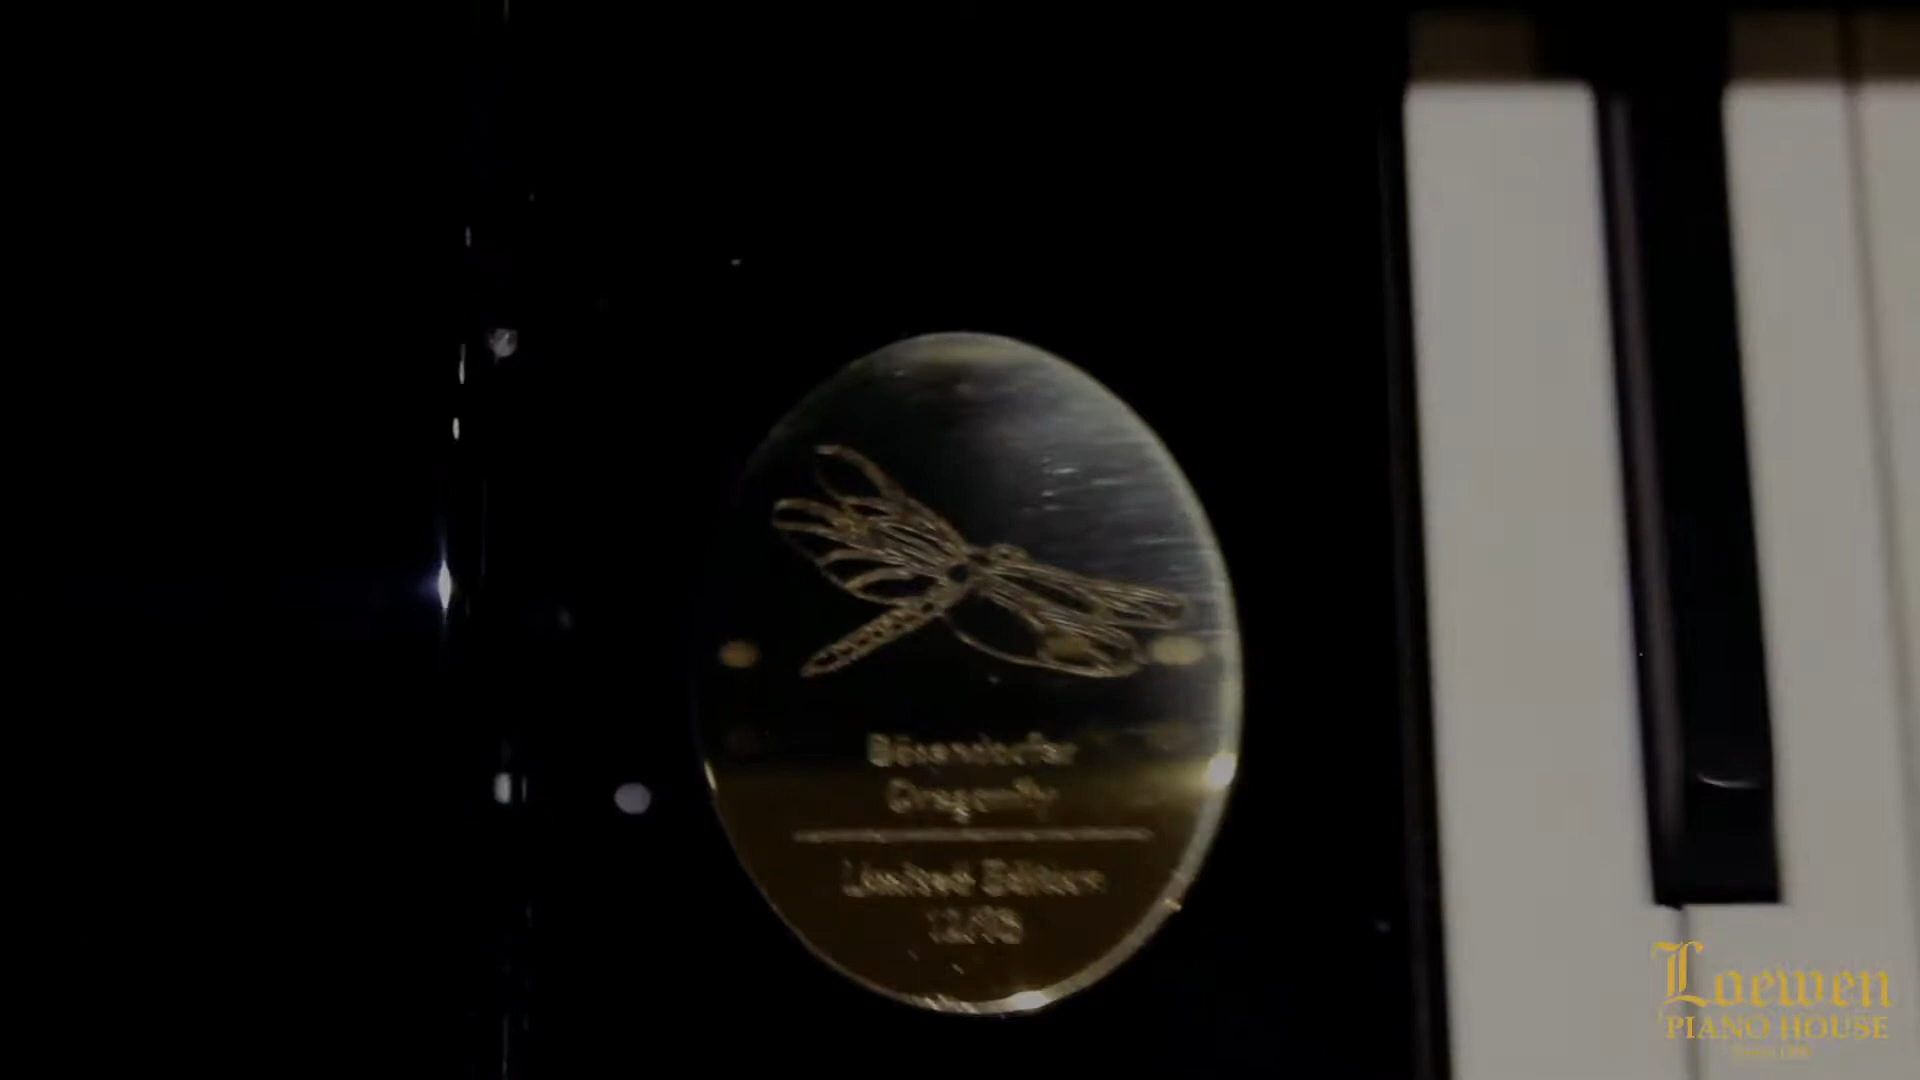 Bösendorfer
Dragonfly
Limited Edition
Loewen
PIANO HOUSE